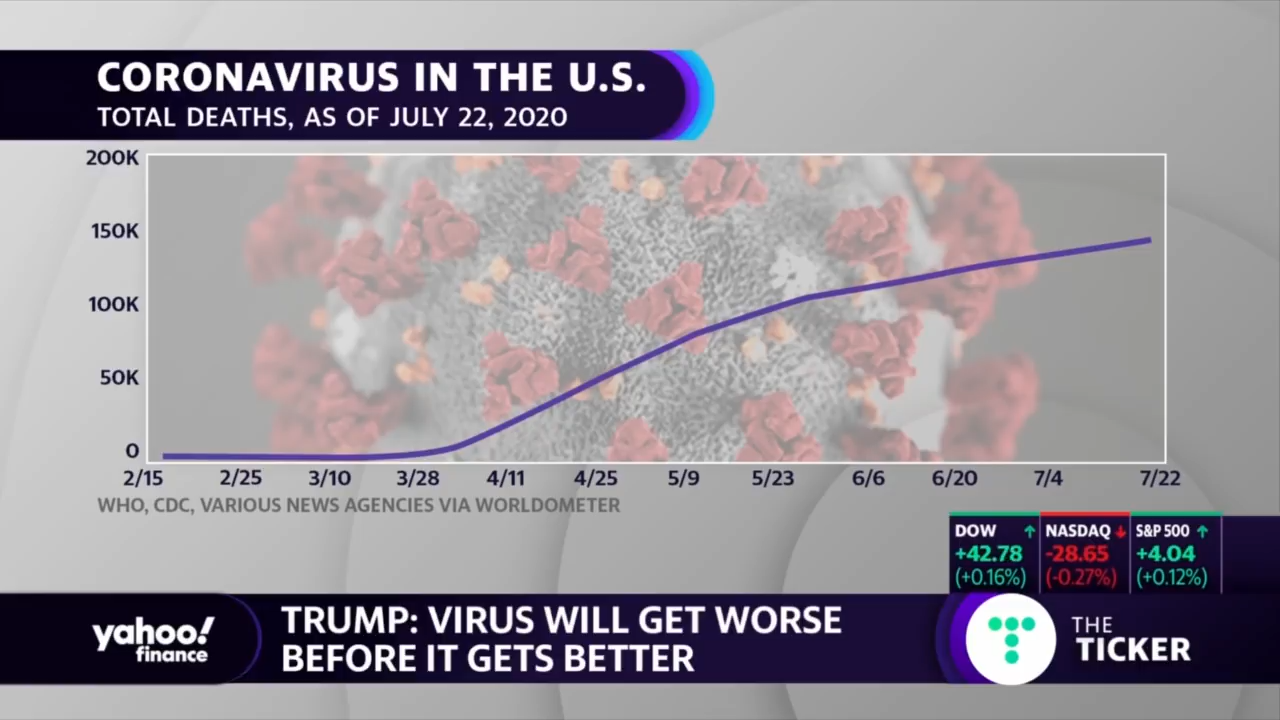 CORONAVIRUS IN THE U.S.
TOTAL DEATHS, AS OF JULY 22, 2020
200K
150K
100K
50K
0
2/15 2/25 3/10 3/28 4/11 4/25 5/9 5/23 6/6 6/20 7/4 7/22
WHO, CDC, VARIOUS NEWS AGENCIES VIA WORLDOMETER
DOW NASDAQ S&P 500
+42.78 -28.65 +4.04
(+0.16%) (-0.27%) (+0.12%)
yahoo!
finance
TRUMP: VIRUS WILL GET WORSE
BEFORE IT GETS BETTER
THE
TICKER